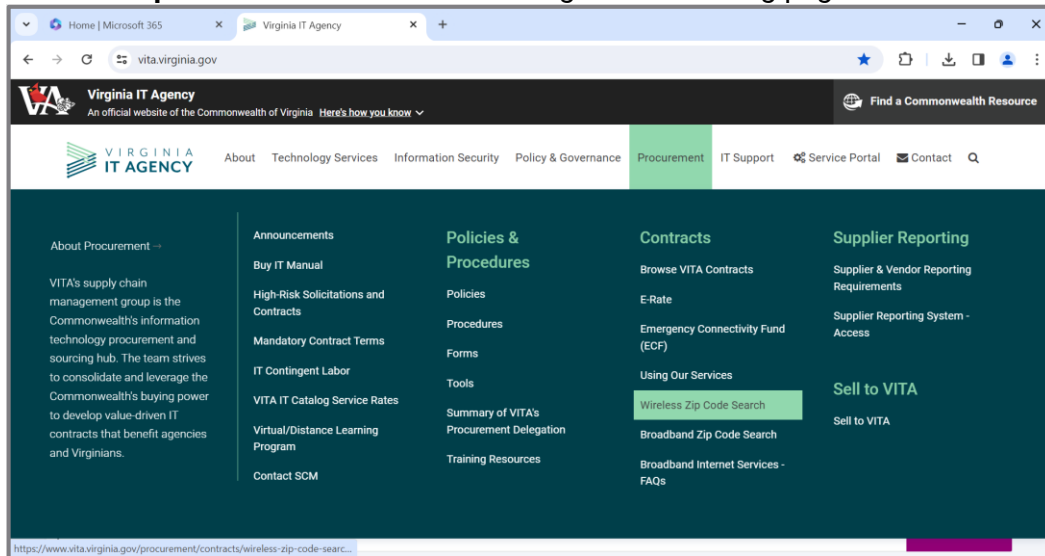 Home | Microsoft 365
Virginia IT Agency
vita.virginia.gov
Virginia IT Agency
An official website of the Commonwealth of Virginia Here's how you know
Find a Commonwealth Resource
VIRGINIA
IT AGENCY
About Technology Services Information Security Policy & Governance Procurement IT Support Service Portal Contact
About Procurement →
VITA's supply chain
management group is the
Commonwealth's information
technology procurement and
sourcing hub. The team strives
to consolidate and leverage the
Commonwealth's buying power
to develop value-driven IT
contracts that benefit agencies
and Virginians.
Announcements
Buy IT Manual
High-Risk Solicitations and
Contracts
Mandatory Contract Terms
IT Contingent Labor
VITA IT Catalog Service Rates
Virtual/Distance Learning
Program
Contact SCM
Policies &
Procedures
Policies
Procedures
Forms
Tools
Summary of VITA's
Procurement Delegation
Training Resources
Contracts
Browse VITA Contracts
E-Rate
Emergency Connectivity Fund
(ECF)
Using Our Services
Wireless Zip Code Search
Broadband Zip Code Search
Broadband Internet Services -
FAQs
Supplier Reporting
Supplier & Vendor Reporting
Requirements
Supplier Reporting System -
Access
Sell to VITA
Sell to VITA
https://www.vita.virginia.gov/procurement/contracts/wireless-zip-code-searc...